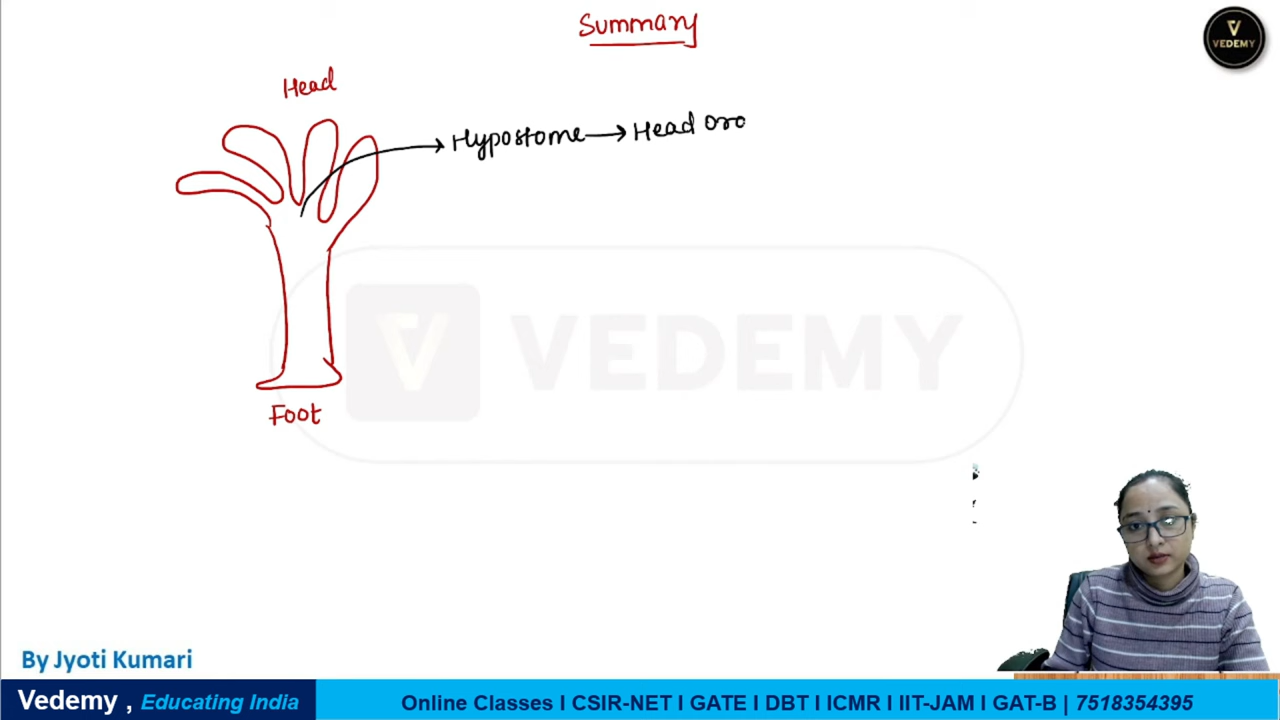 Summary
VEDEMY
Head
Hypostome → Head oro
VEDEMY
Foot
By Jyoti Kumari
Vedemy , Educating India
Online Classes I CSIR-NET I GATE I DBT I ICMR I IIT-JAM I GAT-B | 7518354395